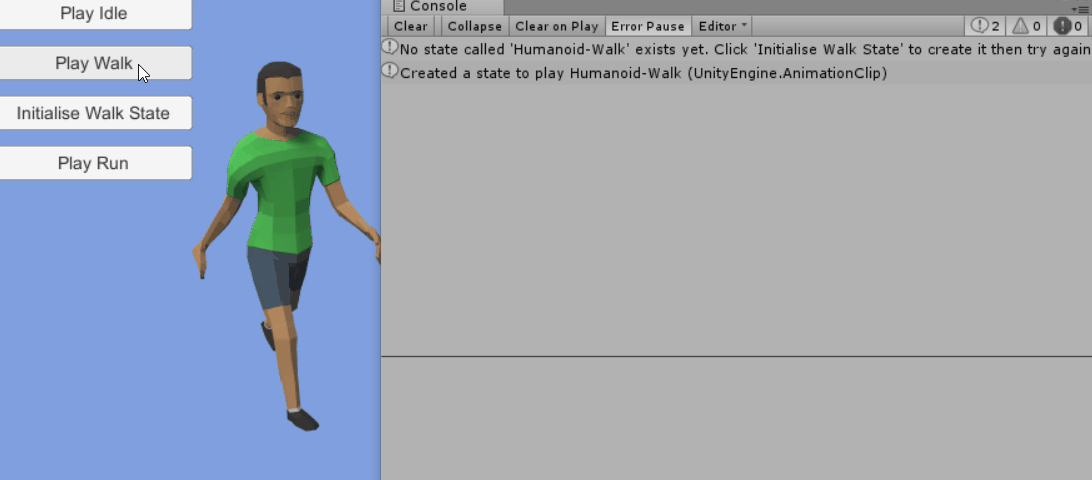 Play Idle
Play Walk
Initialise Walk State
Play Run
Console
Clear Collapse Clear on Play Error Pause Editor 2 0 0
No state called 'Humanoid-Walk' exists yet. Click 'Initialise Walk State' to create it then try again
Created a state to play Humanoid-Walk (UnityEngine.AnimationClip)